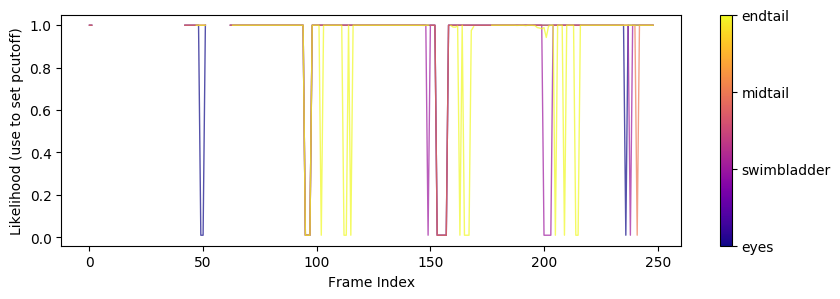 Likelihood (use to set pcutoff)
1.0
0.8
0.6
0.4
0.2
0.0
0
50
100
150
200
250
Frame Index
endtail
midtail
swimbladder
eyes